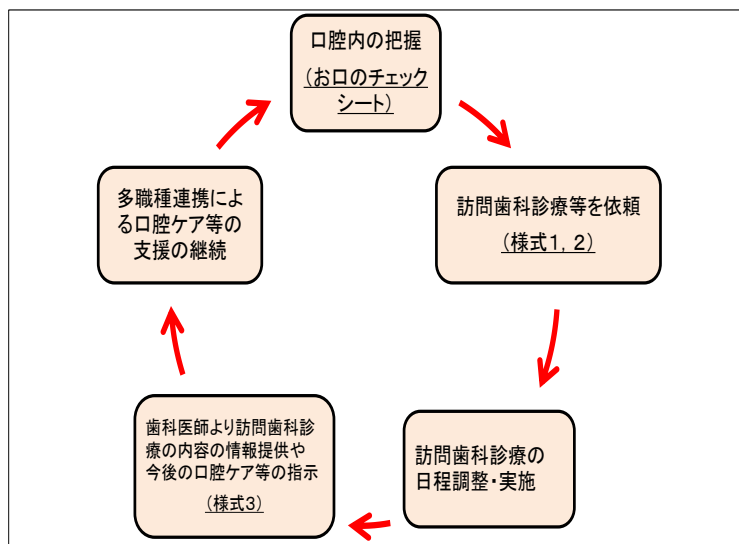 口腔内の把握
(お口のチェック
シート)
訪問歯科診療等を依頼
(様式1,2)
訪問歯科診療の
日程調整・実施
歯科医師より訪問歯科診
療の内容の情報提供や
今後の口腔ケア等の指示
(様式3)
多職種連携によ
る口腔ケア等の
支援の継続